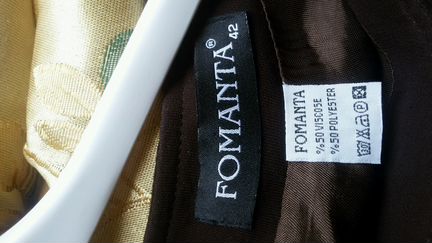 FOMANTA® 42
FOMANTA
%50 VISCOSE
%50 POLYESTER